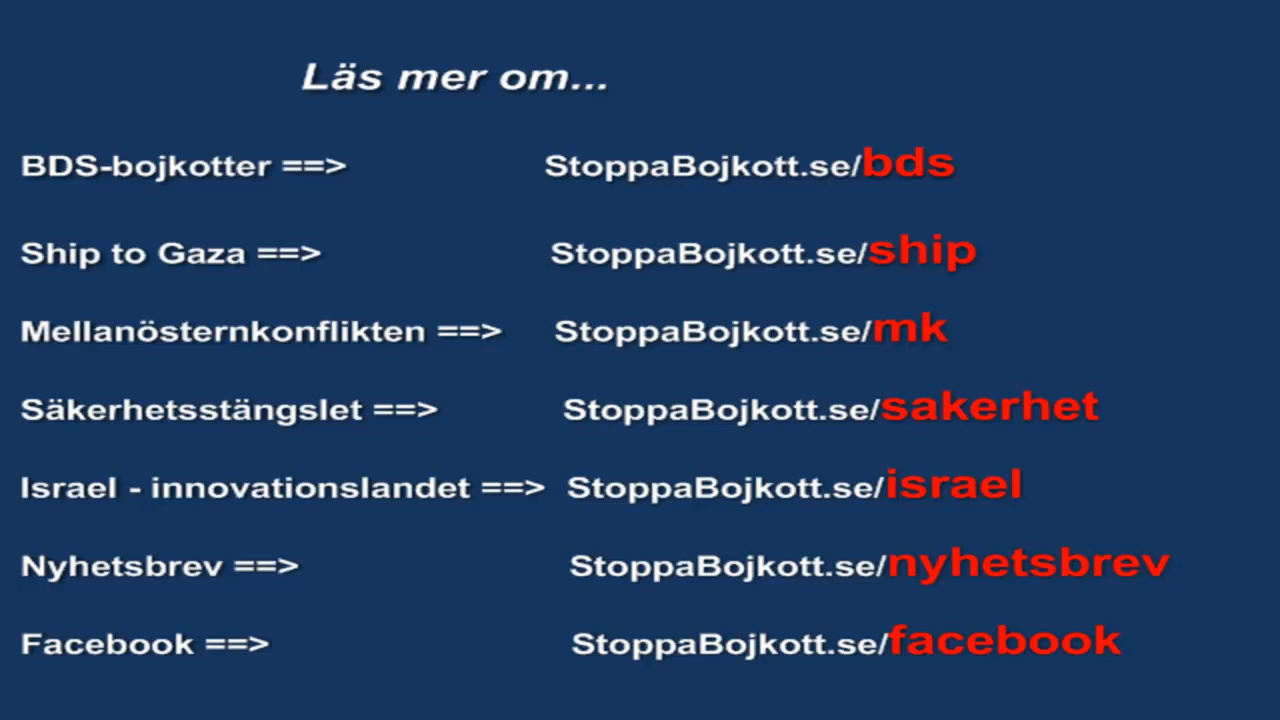 Läs mer om...
BDS-bojkotter ==> StoppaBojkott.se/bds
Ship to Gaza ==> StoppaBojkott.se/ship
Mellanösternkonflikten ==> StoppaBojkott.se/mk
Säkerhetsstängslet ==> StoppaBojkott.se/sakerhet
Israel - innovationslandet ==> StoppaBojkott.se/israel
Nyhetsbrev ==> StoppaBojkott.se/nyhetsbrev
Facebook ==> StoppaBojkott.se/facebook